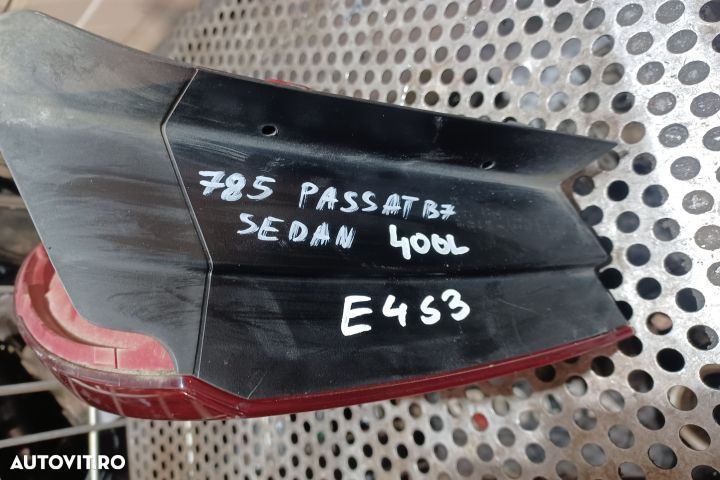 785 PASSAT B7
SEDAN 400L
E453
AUTOVIT.RO